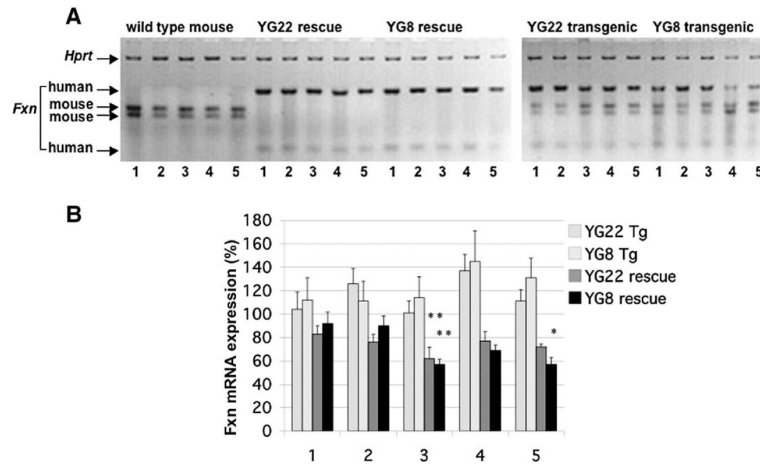 A
wild type mouse YG22 rescue YG8 rescue YG22 transgenic YG8 transgenic
Hprt
Fxn
human
mouse
mouse
human
1 2 3 4 5 1 2 3 4 5 1 2 3 4 5 1 2 3 4 5 1 2 3 4 5
B
Fxn mRNA expression (%)
180
160
140
120
100
80
60
40
20
0
**
**
*
1 2 3 4 5
YG22 Tg
YG8 Tg
YG22 rescue
YG8 rescue